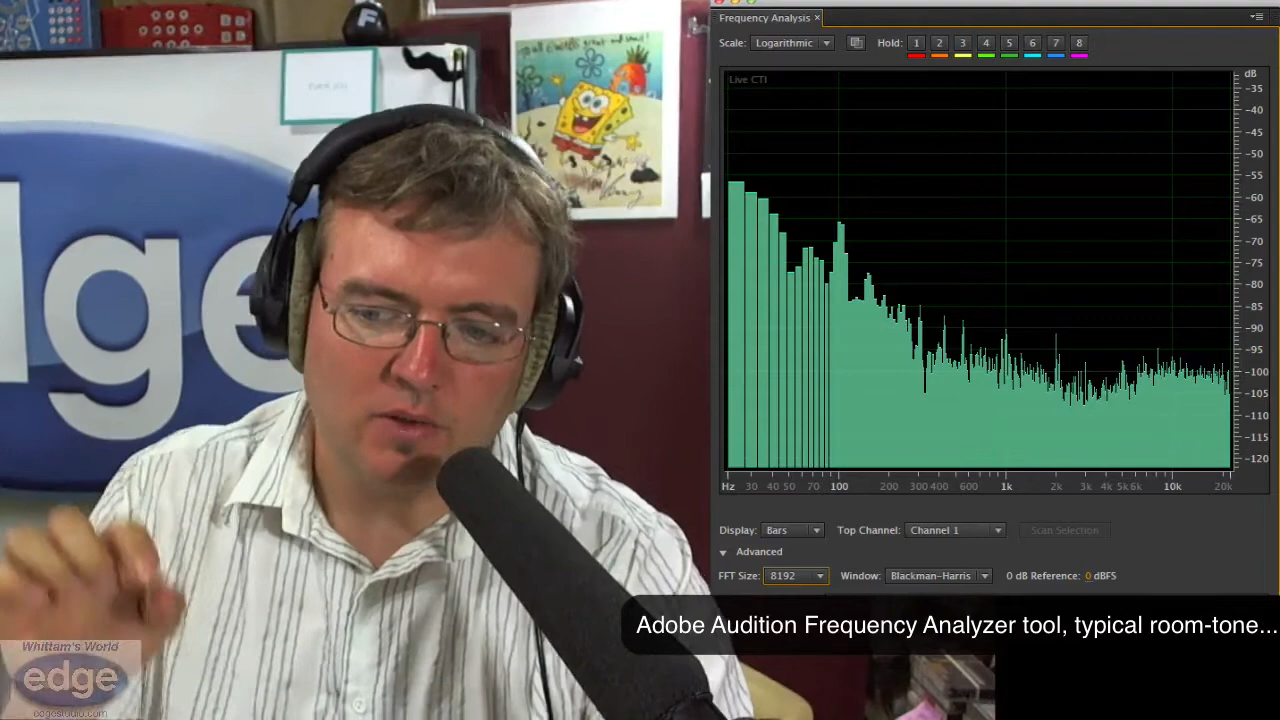 Frequency Analysis ×
Scale: Logarithmic Hold: 1 2 3 4 5 6 7 8
Live CTI
dB
-35
-40
-45
-50
-55
-60
-65
-70
-75
-80
-85
-90
-95
-100
-105
-110
-115
-120
Hz 30 40 50 70 100 200 300 400 600 1k 2k 3k 4k 5k 6k 10k 20k
Display: Bars Top Channel: Channel 1 Scan Selection
Advanced
FFT Size: 8192 Window: Blackman-Harris 0 dB Reference: 0 dBFS
Adobe Audition Frequency Analyzer tool, typical room-tone...
F
dge
Whittam's World
edge
edgestudio.com